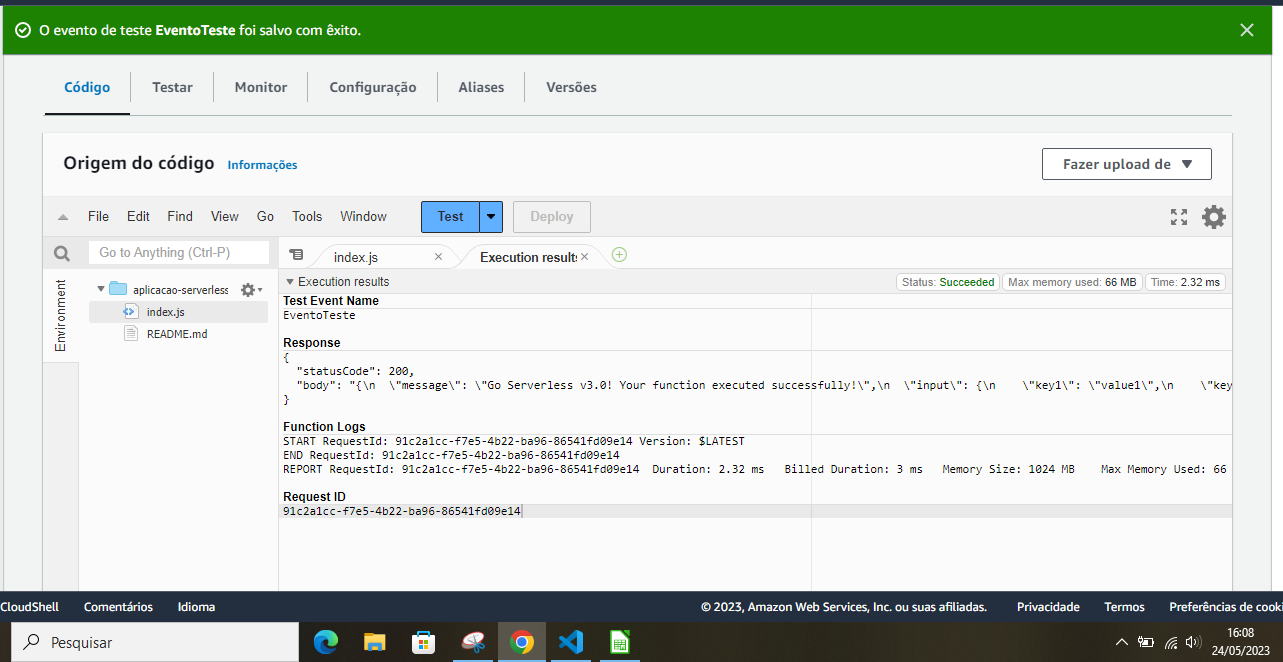 O evento de teste EventoTeste foi salvo com êxito.
Código Testar Monitor Configuração Aliases Versões
Origem do código Informações
Fazer upload de
File Edit Find View Go Tools Window Test Deploy
Go to Anything (Ctrl-P)
index.js Execution results
Environment
aplicacao-serverless
index.js
README.md
Execution results
Status: Succeeded Max memory used: 66 MB Time: 2.32 ms
Test Event Name
EventoTeste
Response
{
"statusCode": 200,
"body": "{\n  \"message\": \"Go Serverless v3.0! Your function executed successfully!\",\n  \"input\": {\n    \"key1\": \"value1\",\n    \"key
}
Function Logs
START RequestId: 91c2a1cc-f7e5-4b22-ba96-86541fd09e14 Version: $LATEST
END RequestId: 91c2a1cc-f7e5-4b22-ba96-86541fd09e14
REPORT RequestId: 91c2a1cc-f7e5-4b22-ba96-86541fd09e14 Duration: 2.32 ms Billed Duration: 3 ms Memory Size: 1024 MB Max Memory Used: 66
Request ID
91c2a1cc-f7e5-4b22-ba96-86541fd09e14
CloudShell Comentários Idioma © 2023, Amazon Web Services, Inc. ou suas afiliadas. Privacidade Termos Preferências de cooki
Pesquisar
16:08
24/05/2023